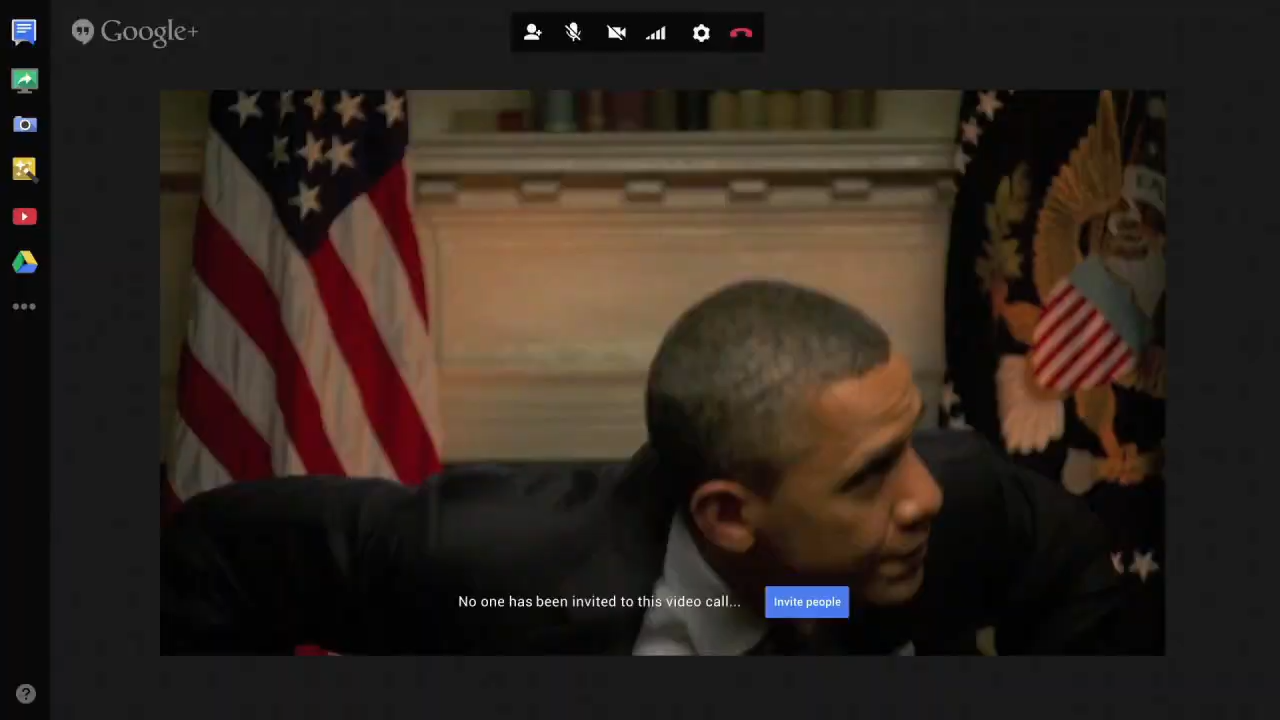 Google+
No one has been invited to this video call...
Invite people
?